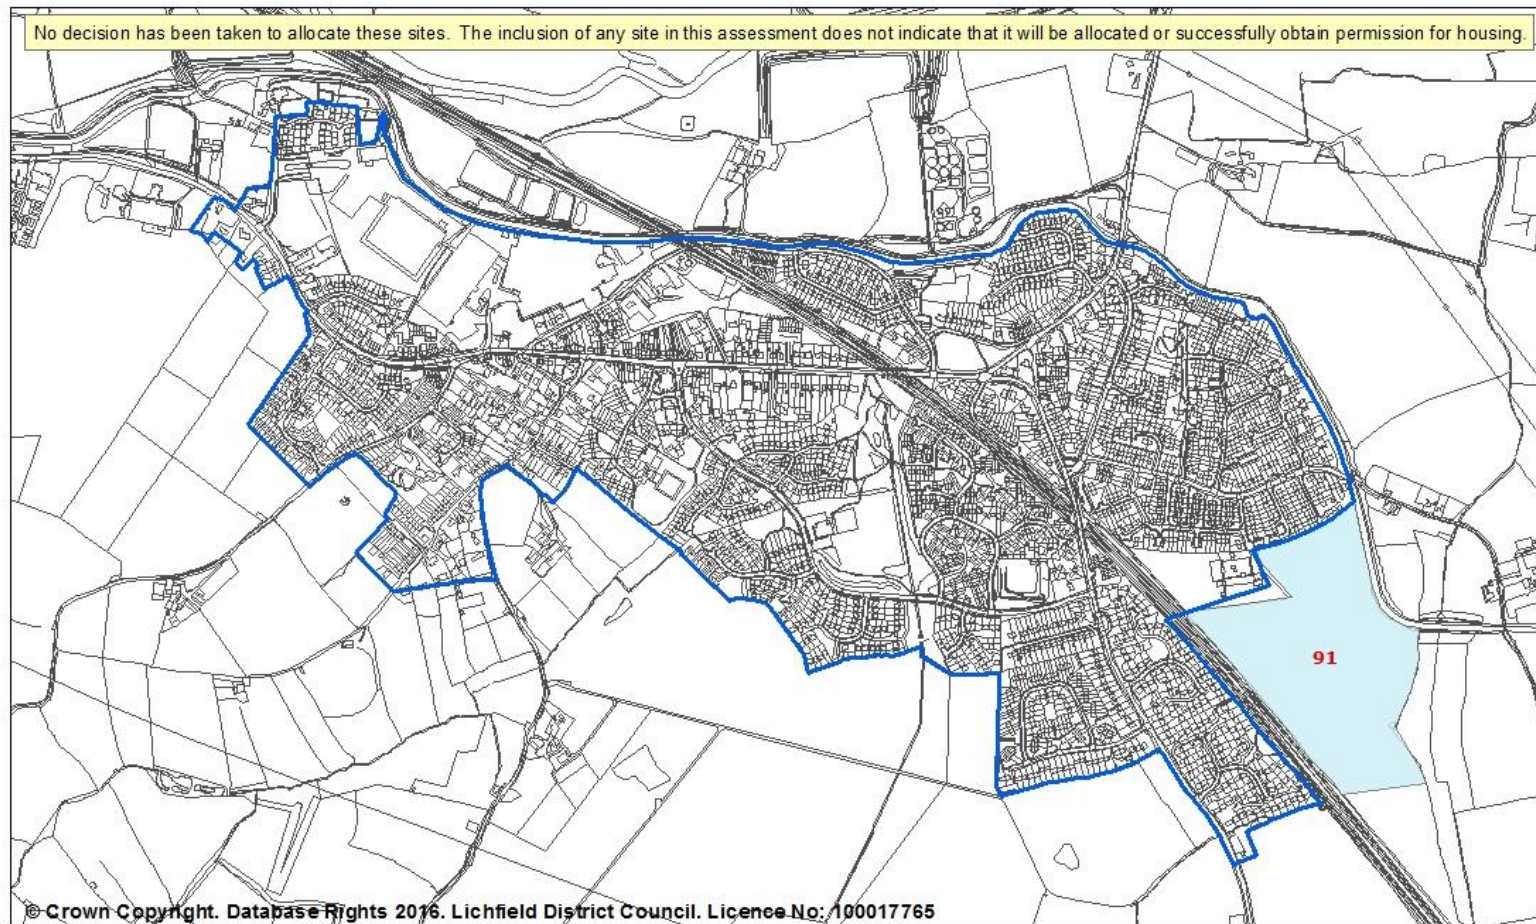 No decision has been taken to allocate these sites. The inclusion of any site in this assessment does not indicate that it will be allocated or successfully obtain permission for housing.
91
© Crown Copyright. Database Rights 2016. Lichfield District Council. Licence No: 100017765